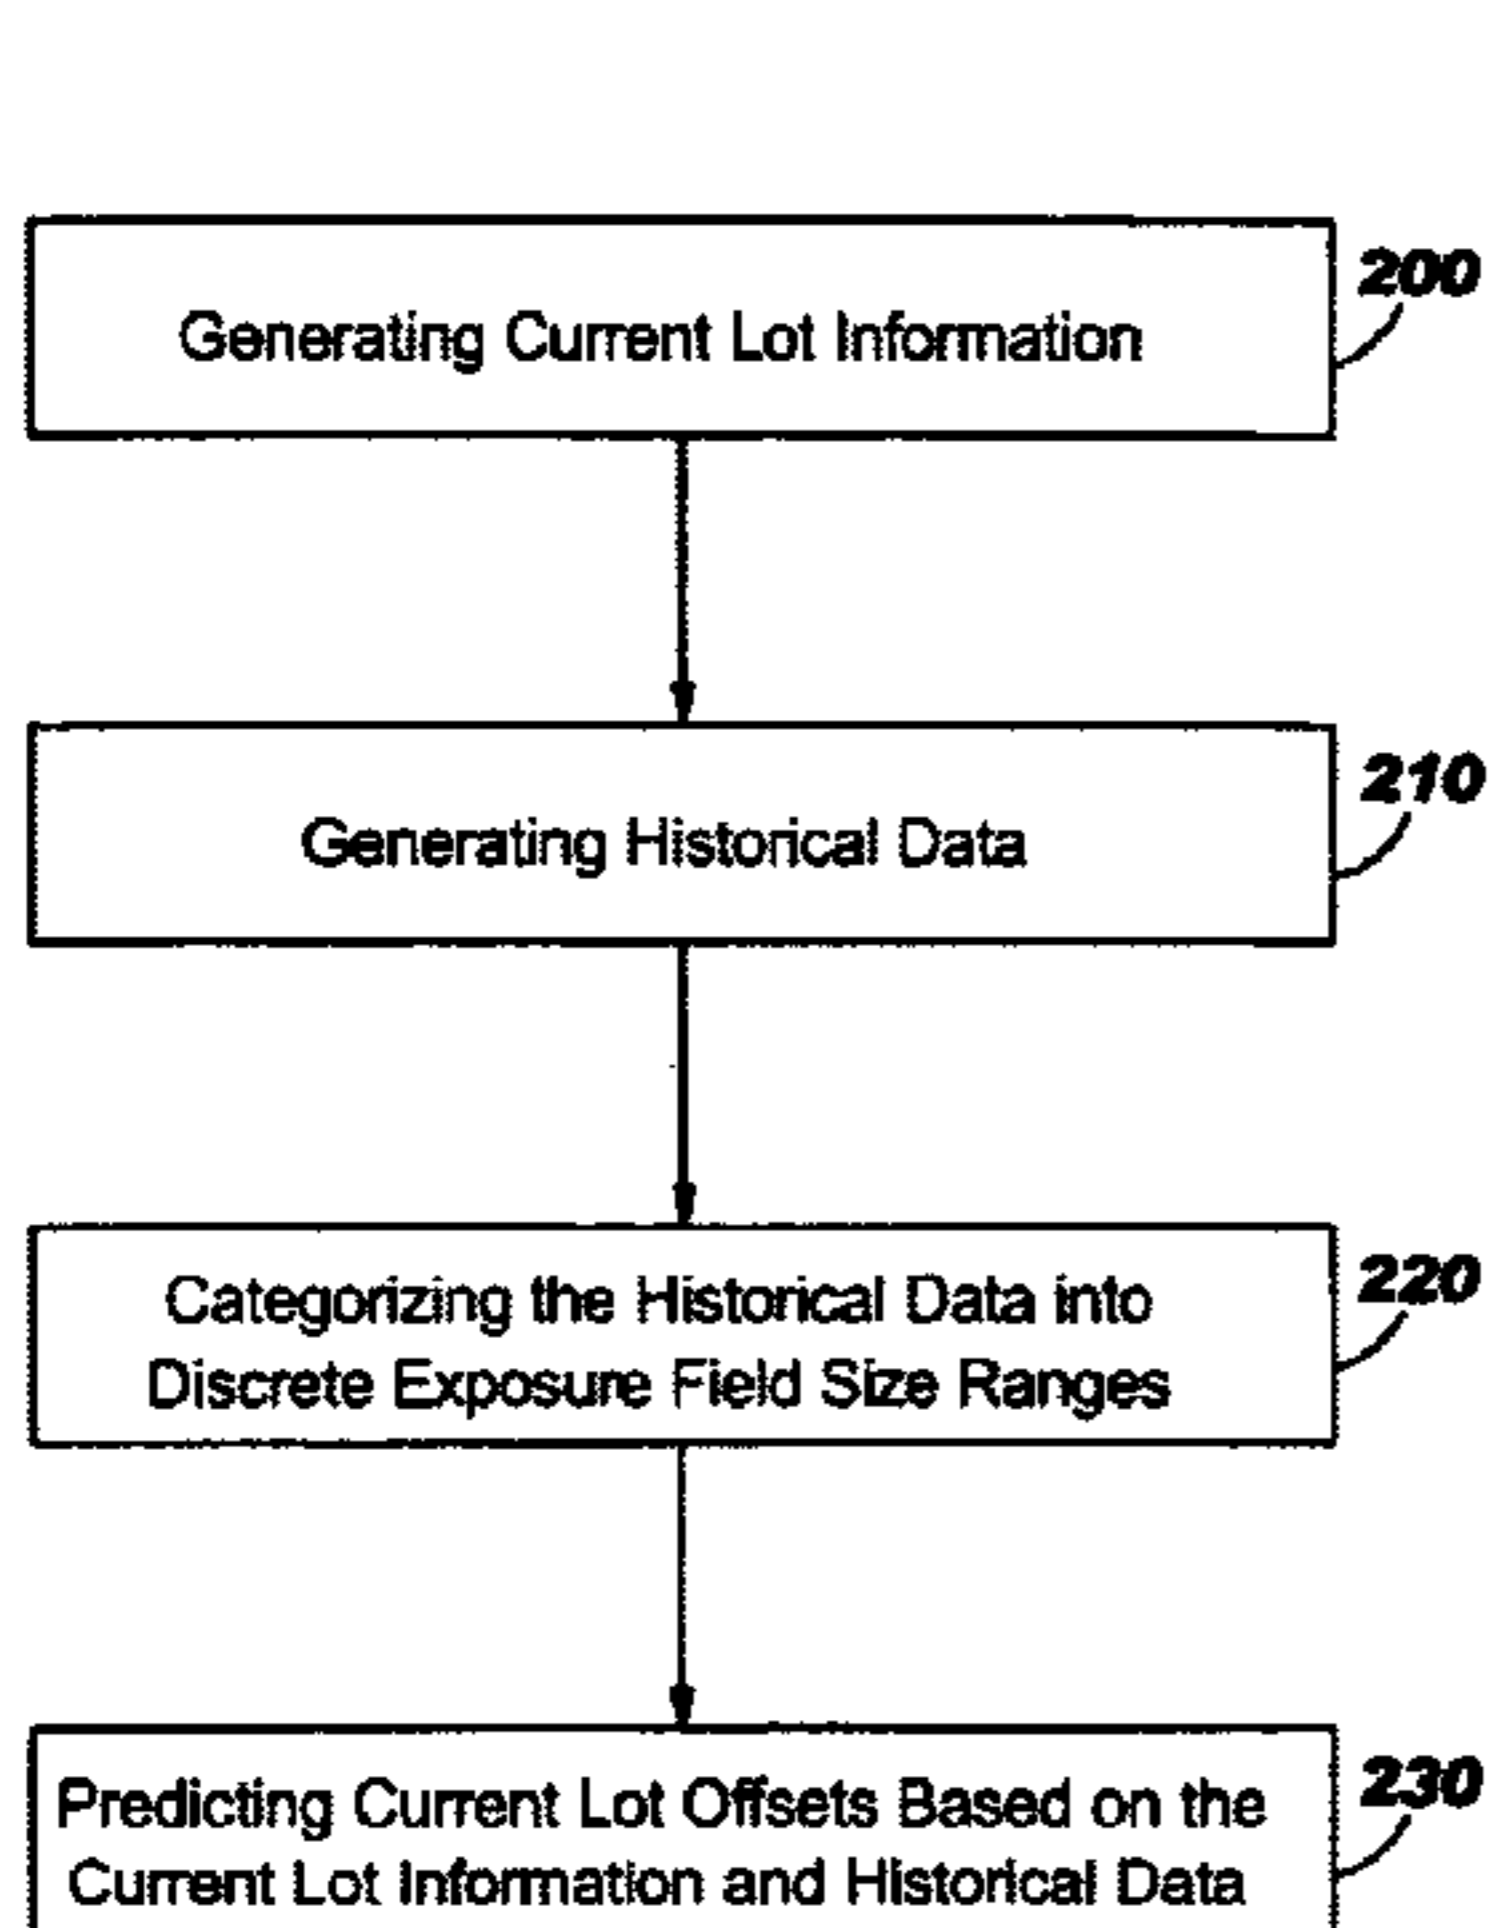 Generating Current Lot Information
200
Generating Historical Data
210
Categorizing the Historical Data into
Discrete Exposure Field Size Ranges
220
Predicting Current Lot Offsets Based on the
Current Lot Information and Historical Data
230